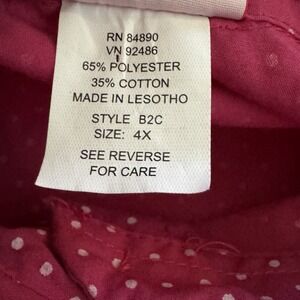 RN 84890
VN 92486
65% POLYESTER
35% COTTON
MADE IN LESOTHO
STYLE B2C
SIZE: 4X
SEE REVERSE
FOR CARE